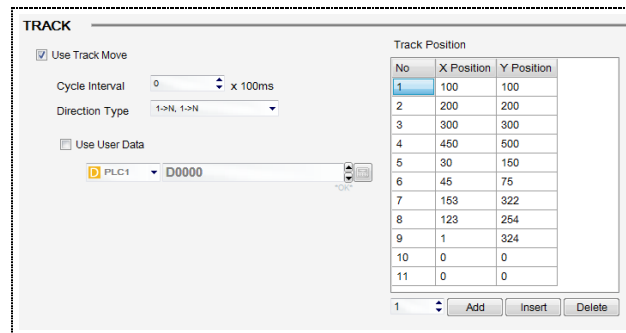 TRACK
Use Track Move
Cycle Interval 0 x 100ms
Direction Type 1->N, 1->N
Use User Data
D PLC1 D0000
*OK*
Track Position
No X Position Y Position
1 100 100
2 200 200
3 300 300
4 450 500
5 30 150
6 45 75
7 153 322
8 123 254
9 1 324
10 0 0
11 0 0
1 Add Insert Delete